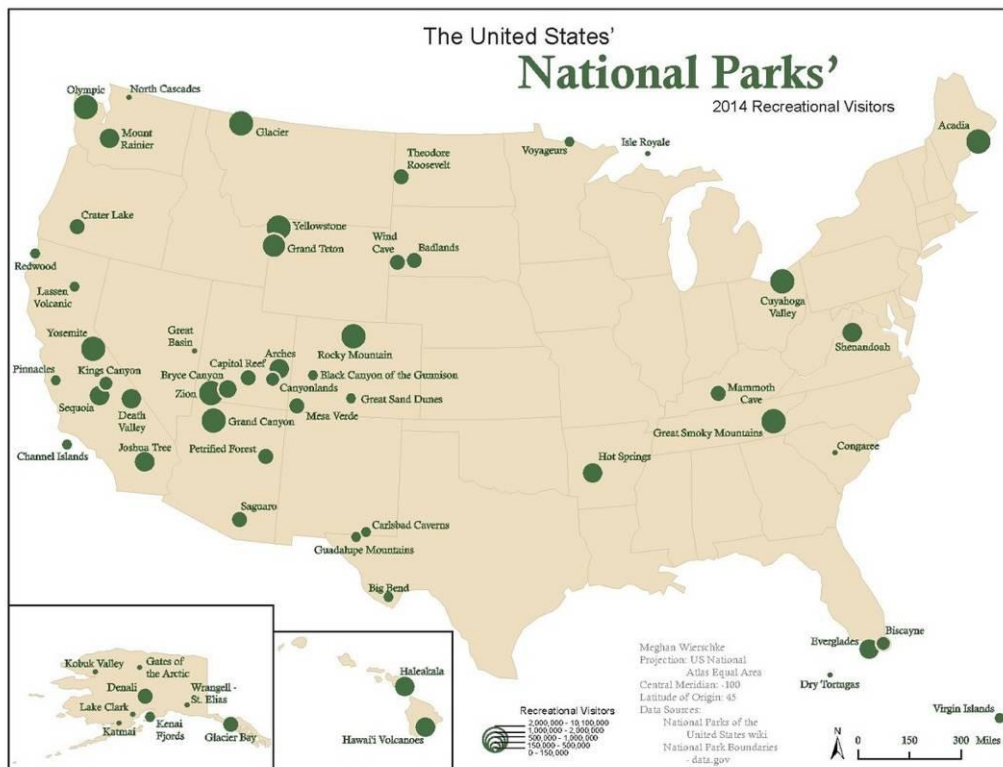 The United States'
National Parks'
2014 Recreational Visitors
Olympic
North Cascades
Mount
Rainier
Glacier
Theodore
Roosevelt
Voyageurs
Isle Royale
Acadia
Crater Lake
Yellowstone
Grand Teton
Wind
Cave
Badlands
Redwood
Lassen
Volcanic
Cuyahoga
Valley
Yosemite
Great
Basin
Rocky Mountain
Shenandoah
Pinnacles
Kings Canyon
Capitol Reef
Arches
Bryce Canyon
Black Canyon of the Gunnison
Canyonlands
Zion
Sequoia
Death
Valley
Mesa Verde
Great Sand Dunes
Mammoth
Cave
Grand Canyon
Great Smoky Mountains
Channel Islands
Joshua Tree
Petrified Forest
Hot Springs
Congaree
Saguaro
Carlsbad Caverns
Guadalupe Mountains
Big Bend
Everglades
Biscayne
Dry Tortugas
Virgin Islands
Kobuk Valley
Gates of
the Arctic
Denali
Wrangell -
St. Elias
Lake Clark
Katmai
Kenai
Fjords
Glacier Bay
Haleakala
Hawai'i Volcanoes
Recreational Visitors
2,000,000 - 10,100,000
1,000,000 - 2,000,000
500,000 - 1,000,000
150,000 - 500,000
0 - 150,000
Meghan Wierschke
Projection: US National
Atlas Equal Area
Central Meridian: -100
Latitude of Origin: 45
Data Sources:
National Parks of the
United States wiki
National Park Boundaries
- data.gov
N
0 150 300
Miles